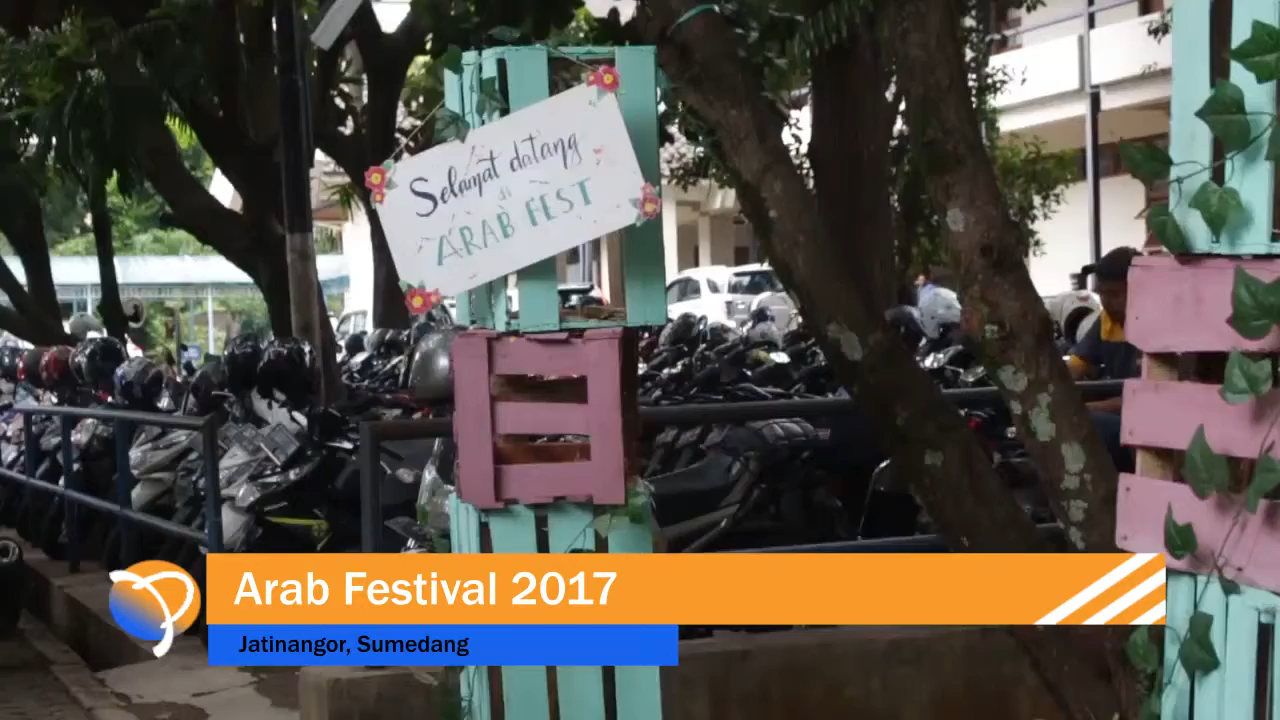 Selamat datang
di
ARAB FEST
Arab Festival 2017
Jatinangor, Sumedang